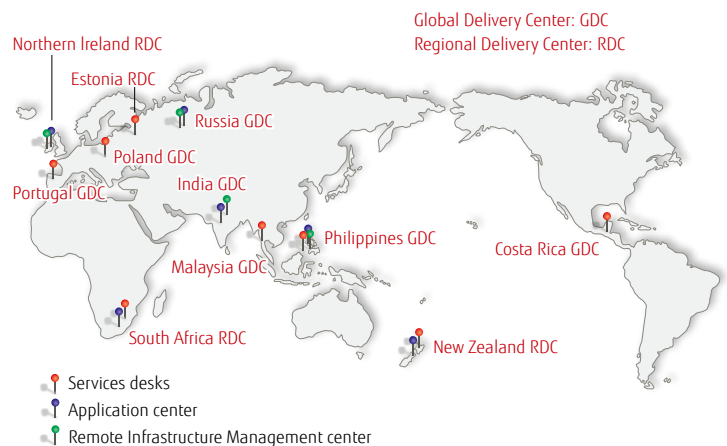 Global Delivery Center: GDC
Regional Delivery Center: RDC
Northern Ireland RDC
Estonia RDC
Russia GDC
Poland GDC
India GDC
Portugal GDC
Philippines GDC
Costa Rica GDC
Malaysia GDC
South Africa RDC
New Zealand RDC
Services desks
Application center
Remote Infrastructure Management center